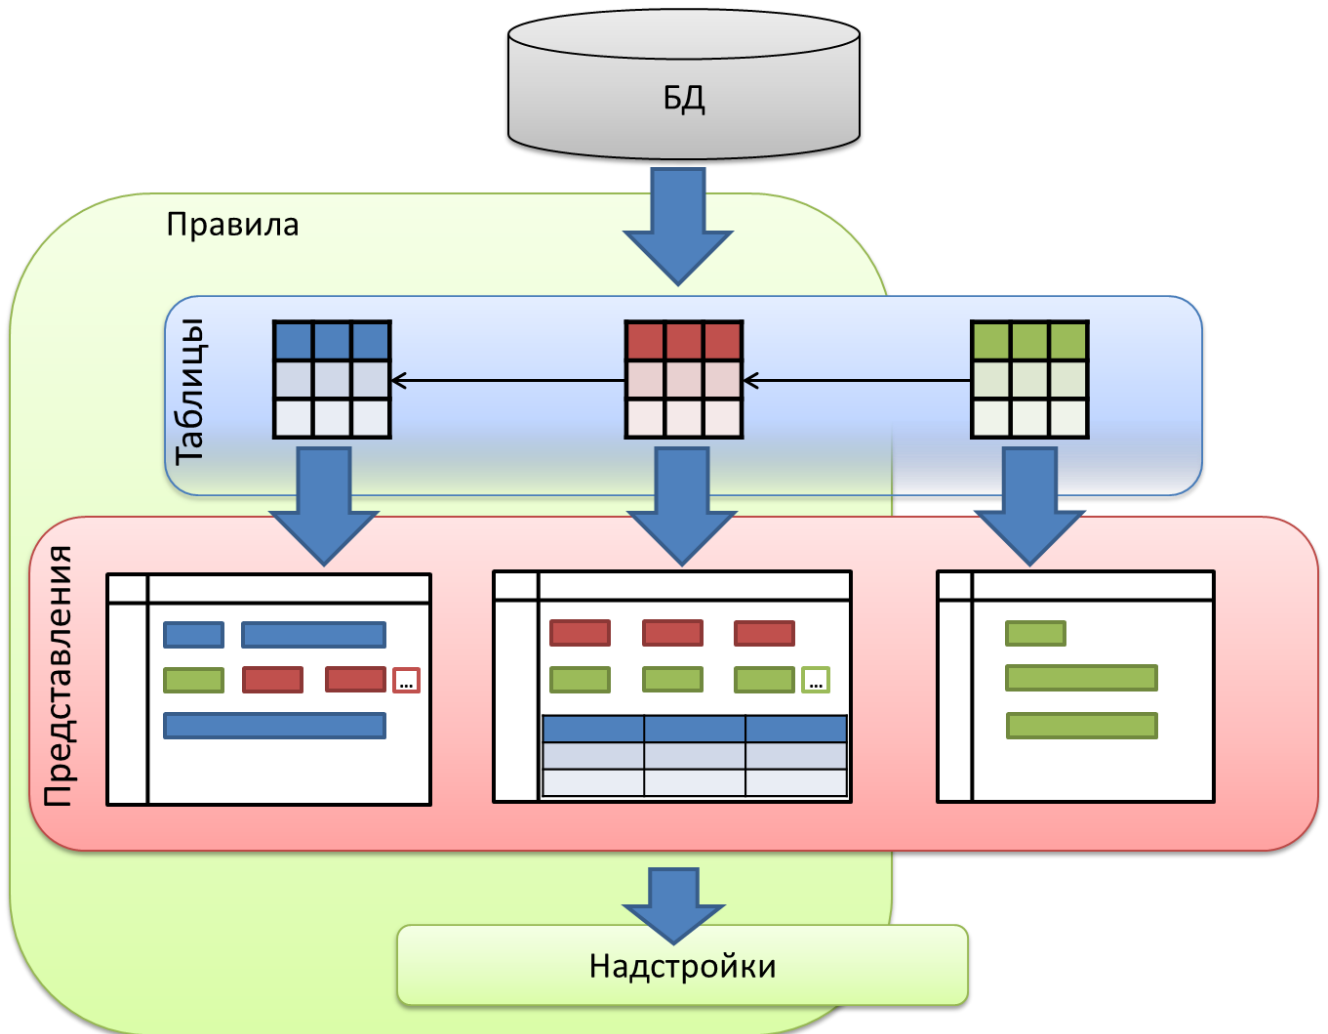 БД
Правила
Таблицы
Представления
...
...
Надстройки